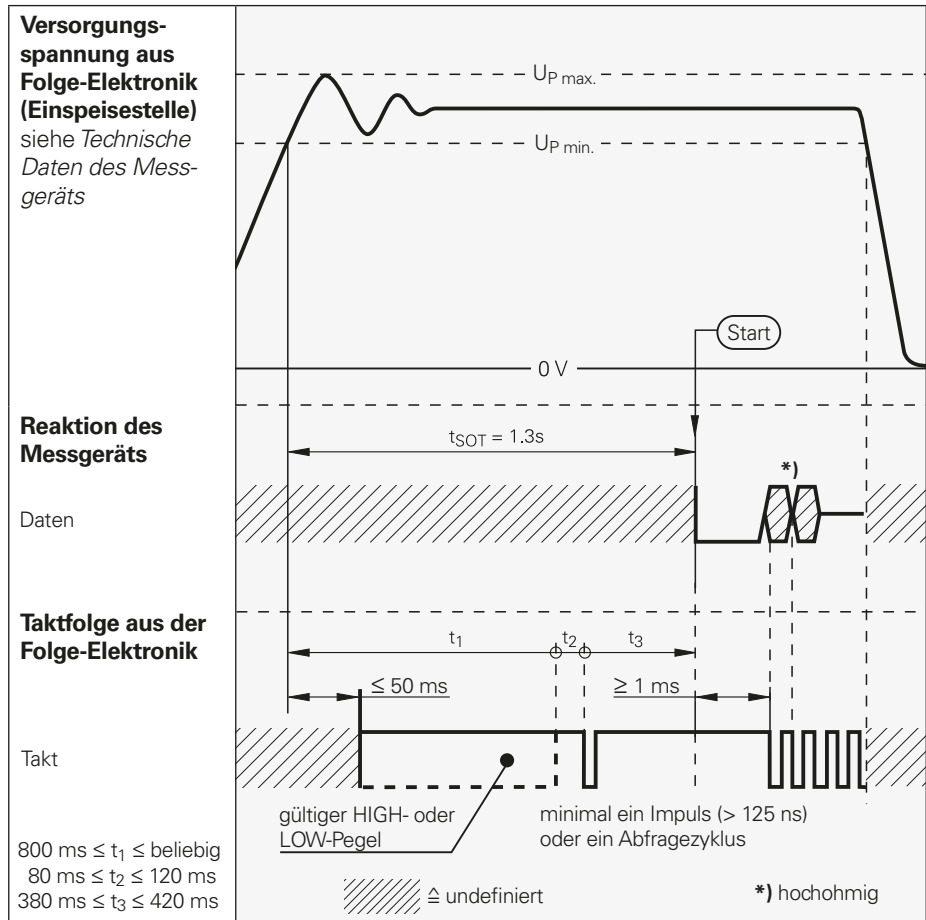 Versorgungs-
spannung aus
Folge-Elektronik
(Einspeisestelle)
siehe Technische
Daten des Mess-
geräts
UP max.
UP min.
Start
0 V
Reaktion des
Messgeräts
tSOT = 1.3s
*)
Daten
Taktfolge aus der
Folge-Elektronik
t1
t2
t3
≤ 50 ms
≥ 1 ms
Takt
gültiger HIGH- oder
LOW-Pegel
minimal ein Impuls (> 125 ns)
oder ein Abfragezyklus
800 ms ≤ t1 ≤ beliebig
80 ms ≤ t2 ≤ 120 ms
380 ms ≤ t3 ≤ 420 ms
≙ undefiniert
*) hochohmig